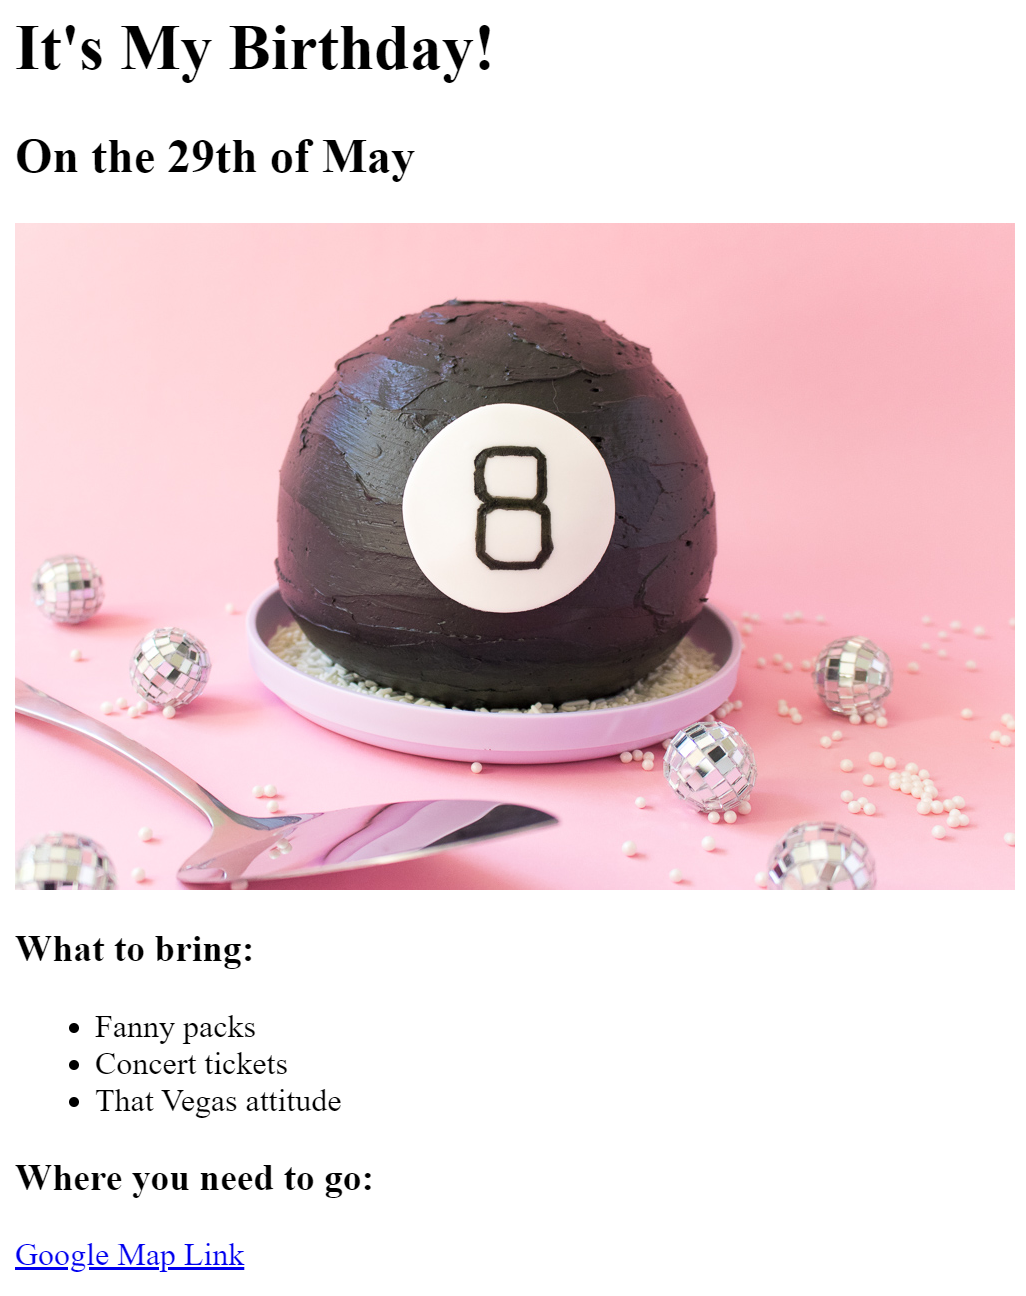 It's My Birthday!
On the 29th of May
8
What to bring:
Fanny packs
Concert tickets
That Vegas attitude
Where you need to go:
Google Map Link